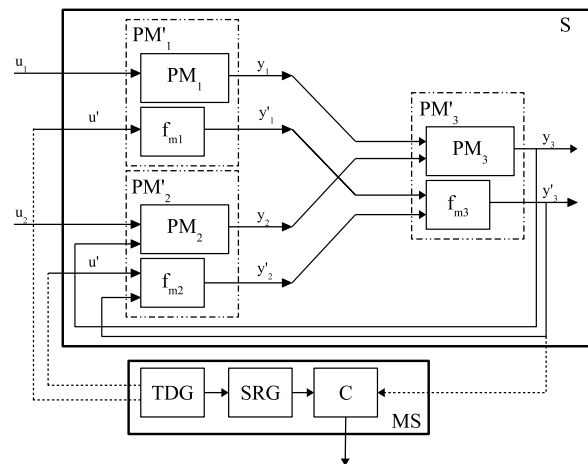 S
PM'₁
u₁
PM₁
y₁
u'
fₘ₁
y'₁
PM'₃
PM₃
y₃
fₘ₃
y'₃
PM'₂
u₂
PM₂
y₂
u'
fₘ₂
y'₂
TDG
SRG
C
MS